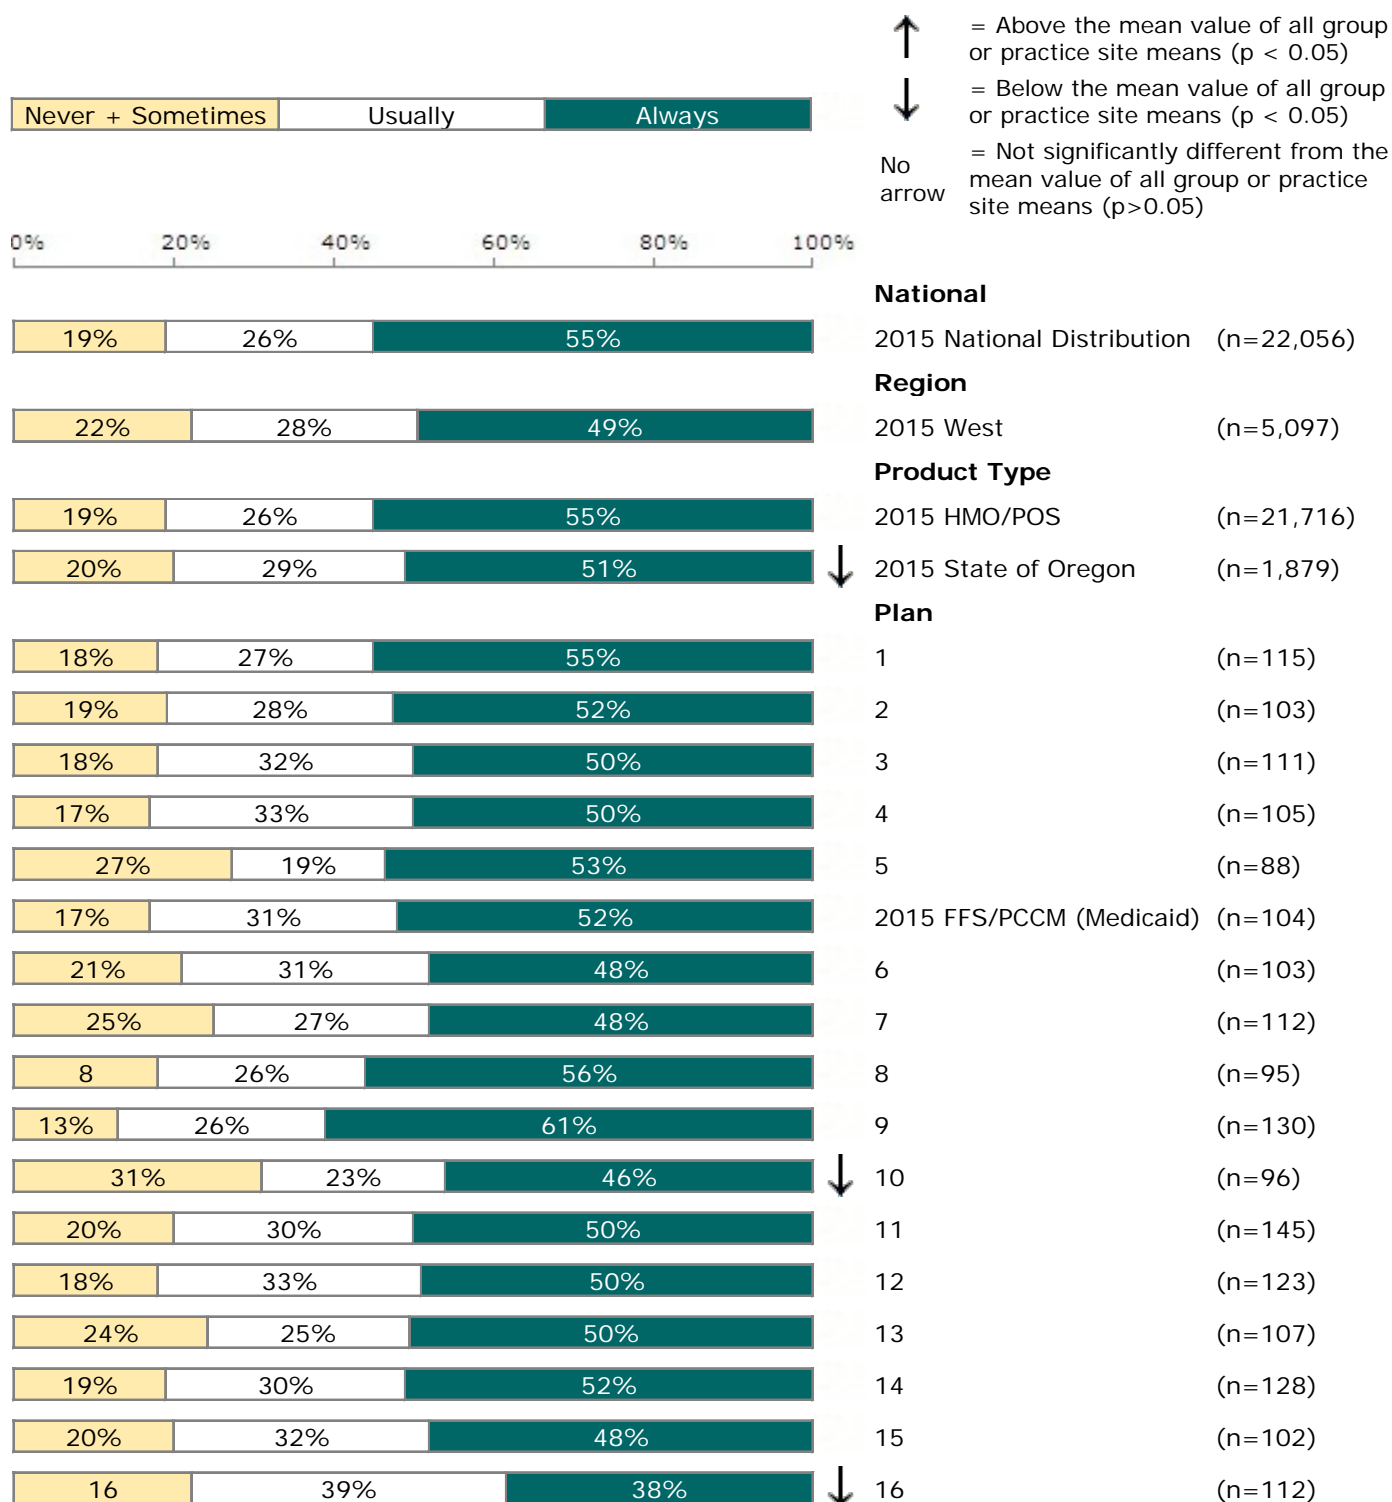 = Above the mean value of all group
or practice site means (p < 0.05)
= Below the mean value of all group
or practice site means (p < 0.05)
Never + Sometimes Usually Always
No
arrow
= Not significantly different from the
mean value of all group or practice
site means (p>0.05)
0% 20% 40% 60% 80% 100%
National
19% 26% 55% 2015 National Distribution (n=22,056)
Region
22% 28% 49% 2015 West (n=5,097)
Product Type
19% 26% 55% 2015 HMO/POS (n=21,716)
20% 29% 51% ↓ 2015 State of Oregon (n=1,879)
Plan
18% 27% 55% 1 (n=115)
19% 28% 52% 2 (n=103)
18% 32% 50% 3 (n=111)
17% 33% 50% 4 (n=105)
27% 19% 53% 5 (n=88)
17% 31% 52% 2015 FFS/PCCM (Medicaid) (n=104)
21% 31% 48% 6 (n=103)
25% 27% 48% 7 (n=112)
8 26% 56% 8 (n=95)
13% 26% 61% 9 (n=130)
31% 23% 46% ↓ 10 (n=96)
20% 30% 50% 11 (n=145)
18% 33% 50% 12 (n=123)
24% 25% 50% 13 (n=107)
19% 30% 52% 14 (n=128)
20% 32% 48% 15 (n=102)
16 39% 38% ↓ 16 (n=112)